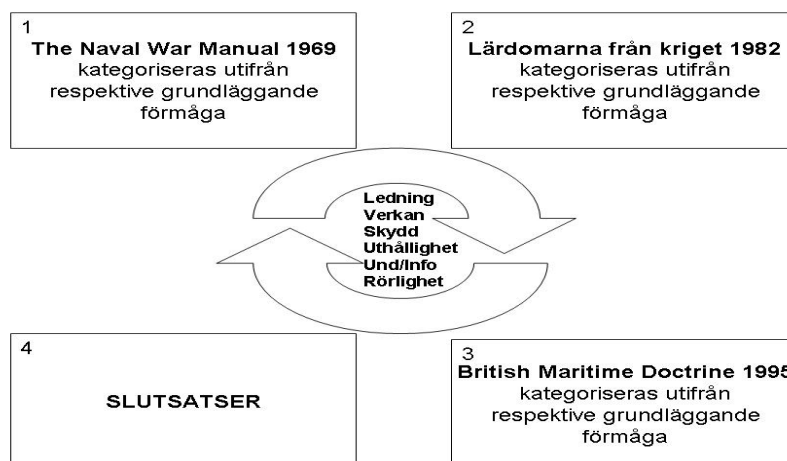 1
The Naval War Manual 1969
kategoriseras utifrån
respektive grundläggande
förmåga
2
Lärdomarna från kriget 1982
kategoriseras utifrån
respektive grundläggande
förmåga
Ledning
Verkan
Skydd
Uthållighet
Und/Info
Rörlighet
4
SLUTSATSER
3
British Maritime Doctrine 1995
kategoriseras utifrån
respektive grundläggande
förmåga